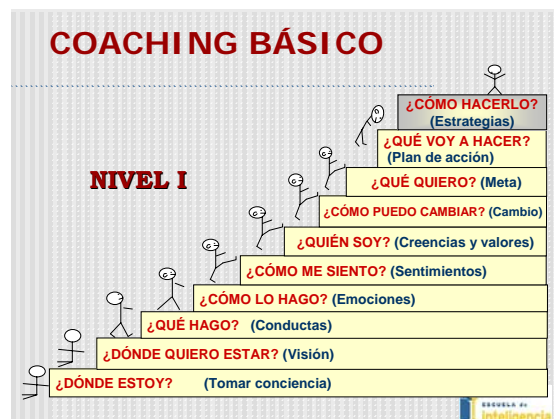 COACHING BÁSICO
¿CÓMO HACERLO?
(Estrategias)
¿QUÉ VOY A HACER?
(Plan de acción)
NIVEL I
¿QUÉ QUIERO? (Meta)
¿CÓMO PUEDO CAMBIAR? (Cambio)
¿QUIÉN SOY? (Creencias y valores)
¿CÓMO ME SIENTO? (Sentimientos)
¿CÓMO LO HAGO? (Emociones)
¿QUÉ HAGO? (Conductas)
¿DÓNDE QUIERO ESTAR? (Visión)
¿DÓNDE ESTOY? (Tomar conciencia)
ESCUELA de
inteligencia